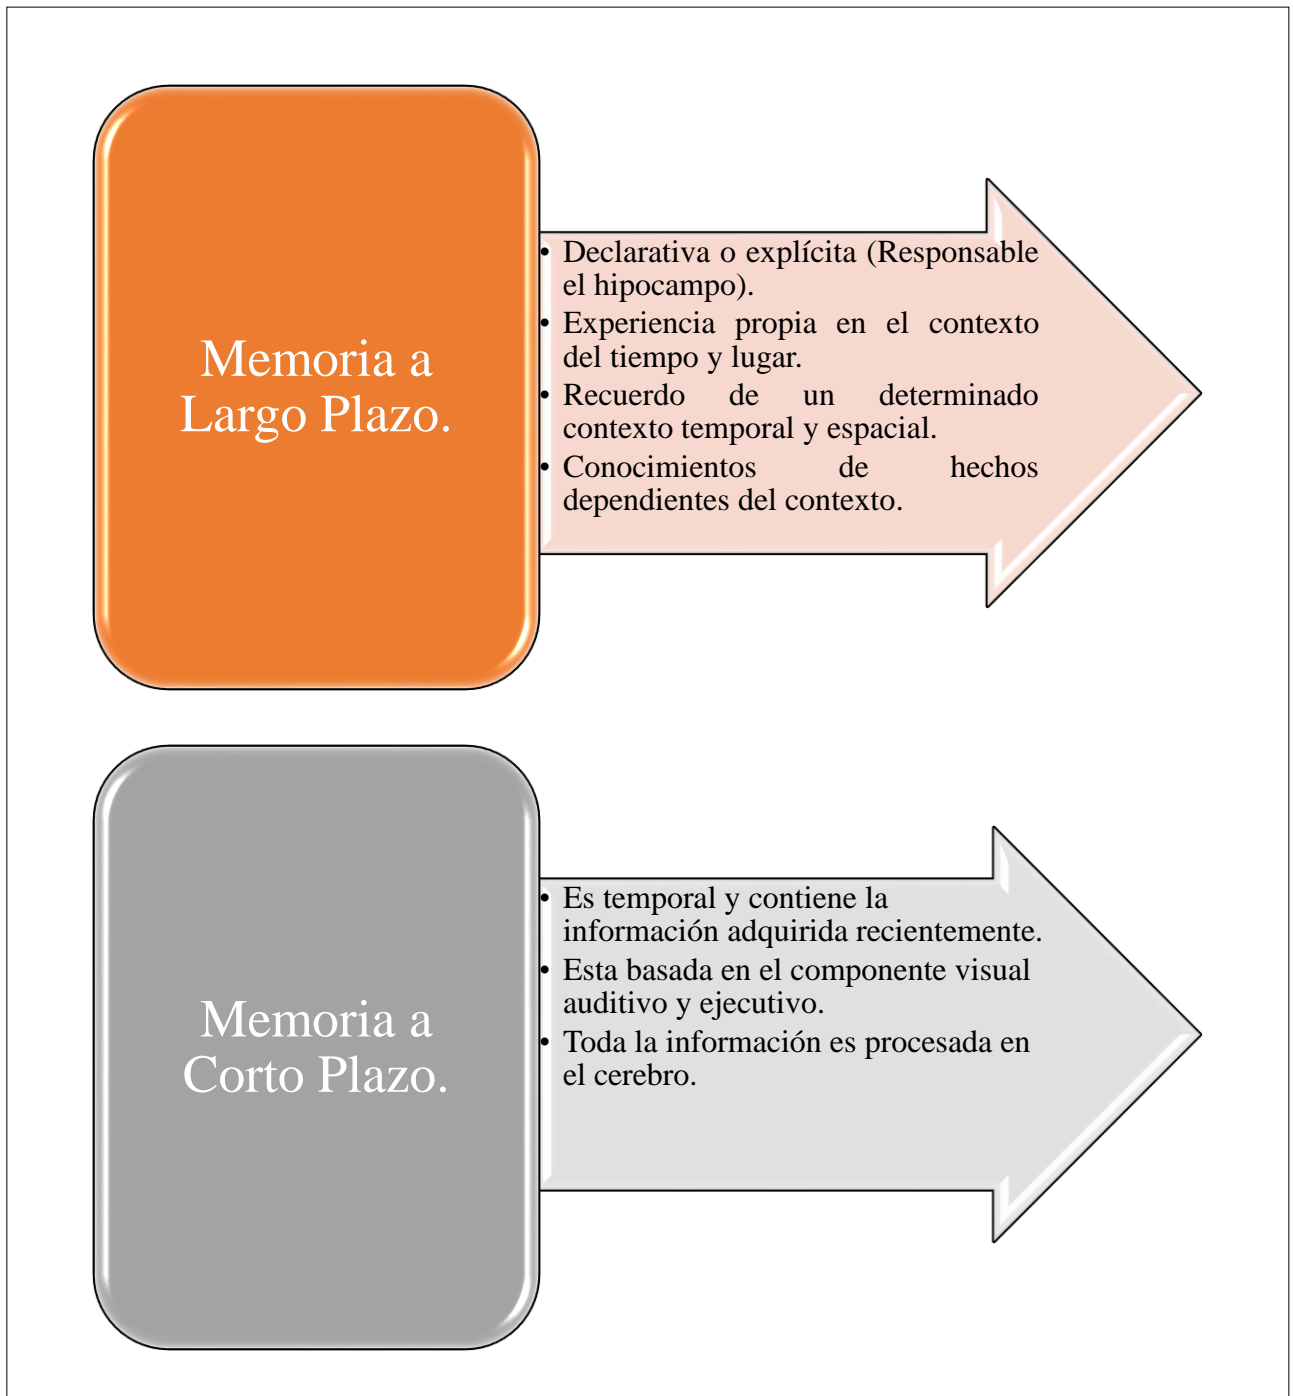 Memoria a
Largo Plazo.
• Declarativa o explícita (Responsable
el hipocampo).
• Experiencia propia en el contexto
del tiempo y lugar.
• Recuerdo de un determinado
contexto temporal y espacial.
• Conocimientos de hechos
dependientes del contexto.
Memoria a
Corto Plazo.
• Es temporal y contiene la
información adquirida recientemente.
• Esta basada en el componente visual
auditivo y ejecutivo.
• Toda la información es procesada en
el cerebro.